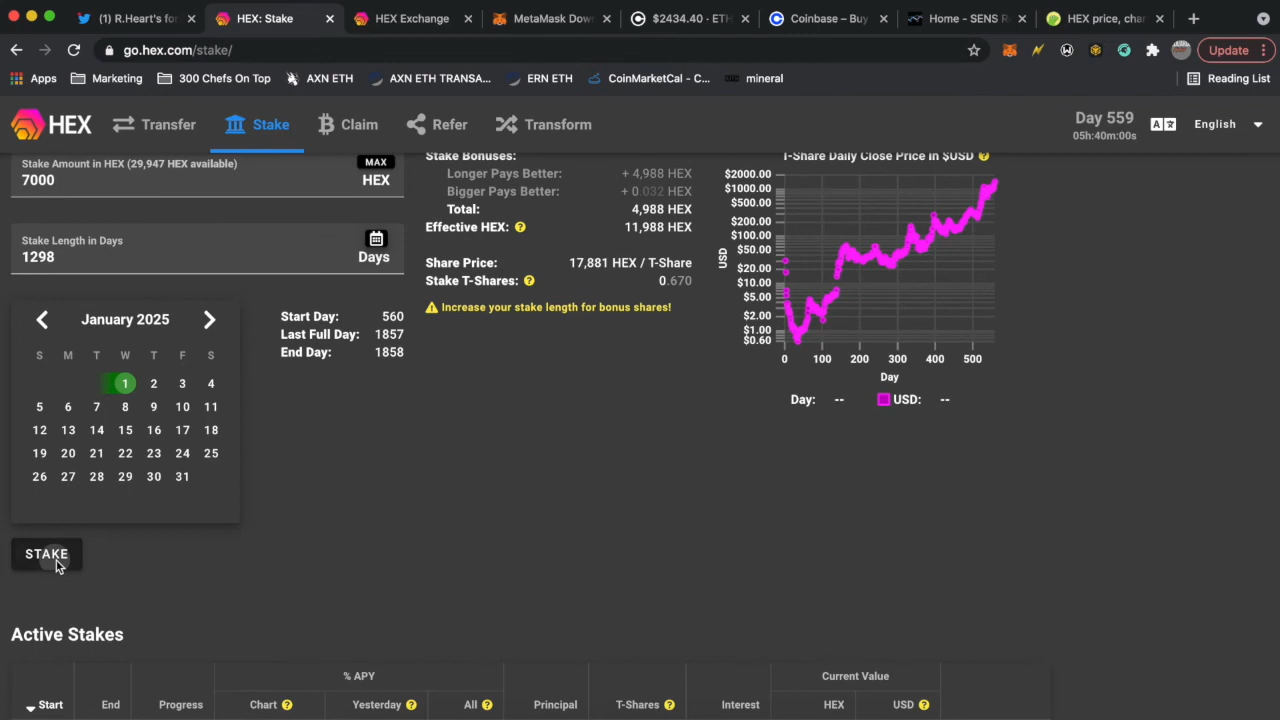 (1) R.Heart's for
HEX: Stake
HEX Exchange
MetaMask Dow
$2434.40 · ETH
Coinbase – Buy
Home - SENS R
HEX price, char
go.hex.com/stake/
Update
Apps
Marketing
300 Chefs On Top
AXN ETH
AXN ETH TRANSA...
ERN ETH
CoinMarketCal - C...
mineral
Reading List
HEX
Transfer
Stake
Claim
Refer
Transform
Day 559
05h:40m:00s
English
Stake Amount in HEX (29,947 HEX available)
MAX
7000
HEX
Stake Length in Days
1298
Days
January 2025
S M T W T F S
1 2 3 4
5 6 7 8 9 10 11
12 13 14 15 16 17 18
19 20 21 22 23 24 25
26 27 28 29 30 31
Start Day: 560
Last Full Day: 1857
End Day: 1858
STAKE
Stake Bonuses:
Longer Pays Better: + 4,988 HEX
Bigger Pays Better: + 0.032 HEX
Total: 4,988 HEX
Effective HEX: ? 11,988 HEX
Share Price: 17,881 HEX / T-Share
Stake T-Shares: ? 0.670
Increase your stake length for bonus shares!
T-Share Daily Close Price in $USD ?
$2000.00
$1000.00
$500.00
$200.00
$100.00
$50.00
$20.00
$10.00
$5.00
$2.00
$1.00
$0.60
USD
0 100 200 300 400 500
Day
Day: -- USD: --
Active Stakes
% APY
Current Value
Start
End
Progress
Chart ?
Yesterday ?
All ?
Principal
T-Shares ?
Interest
HEX
USD ?